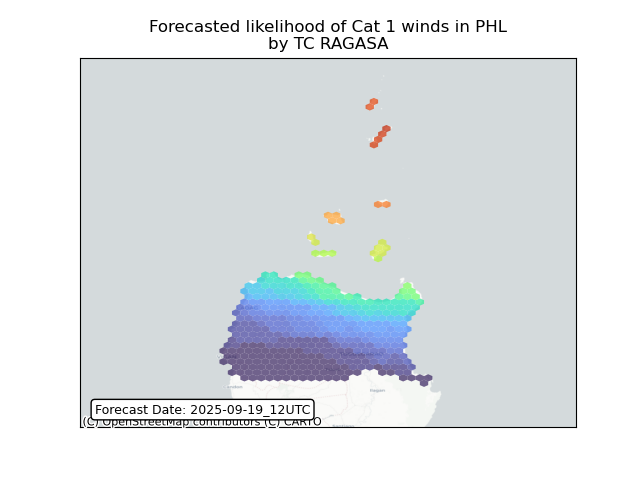 Forecasted likelihood of Cat 1 winds in PHL
by TC RAGASA
Forecast Date: 2025-09-19_12UTC
(C) OpenStreetMap contributors (C) CARTO